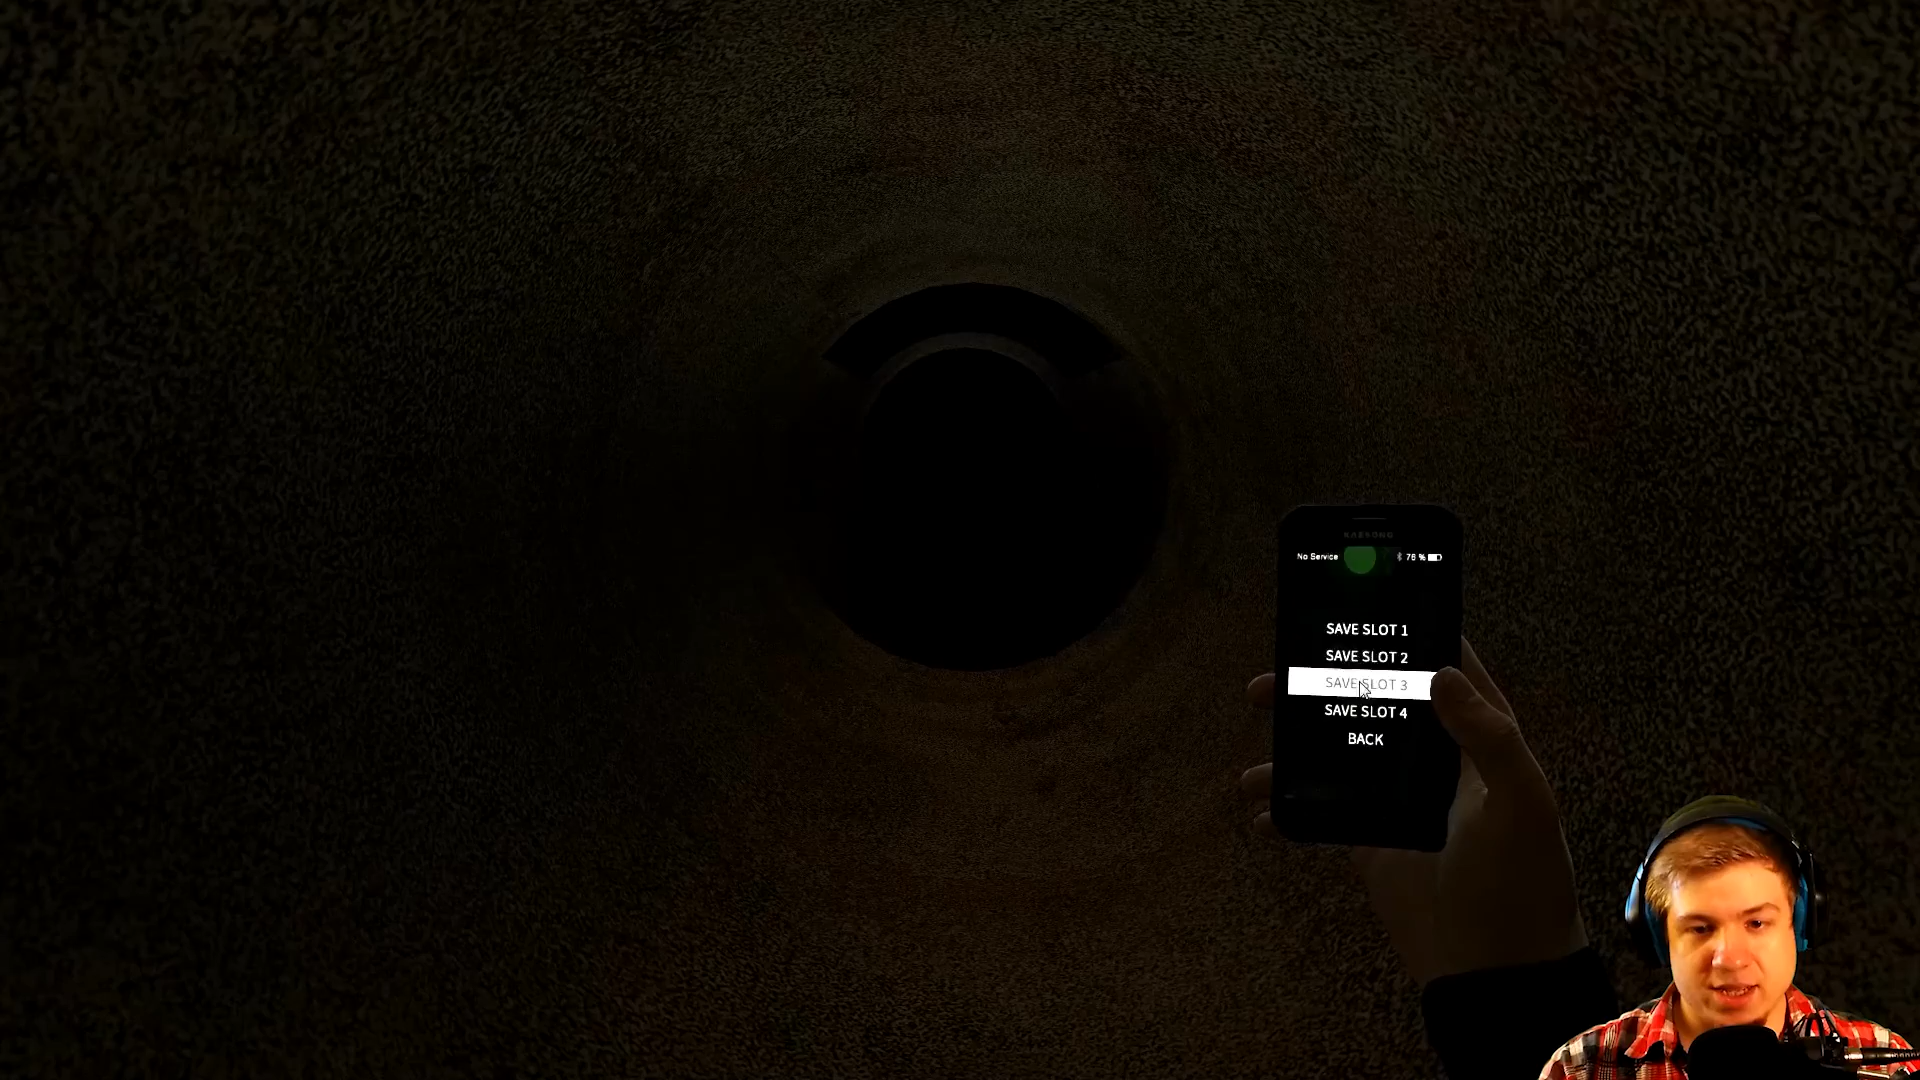 No Service 76 %
SAVE SLOT 1
SAVE SLOT 2
SAVE SLOT 3
SAVE SLOT 4
BACK